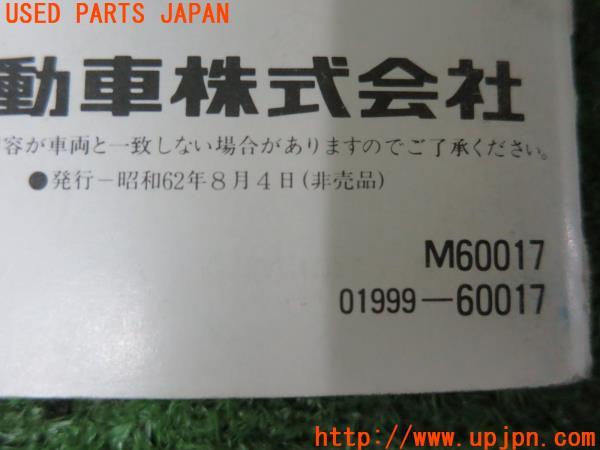 USED PARTS JAPAN
動車株式会社
容が車両と一致しない場合がありますのでご了承ください。
●発行－昭和62年8月4日(非売品)
M60017
01999—60017
http://www.upjpn.com